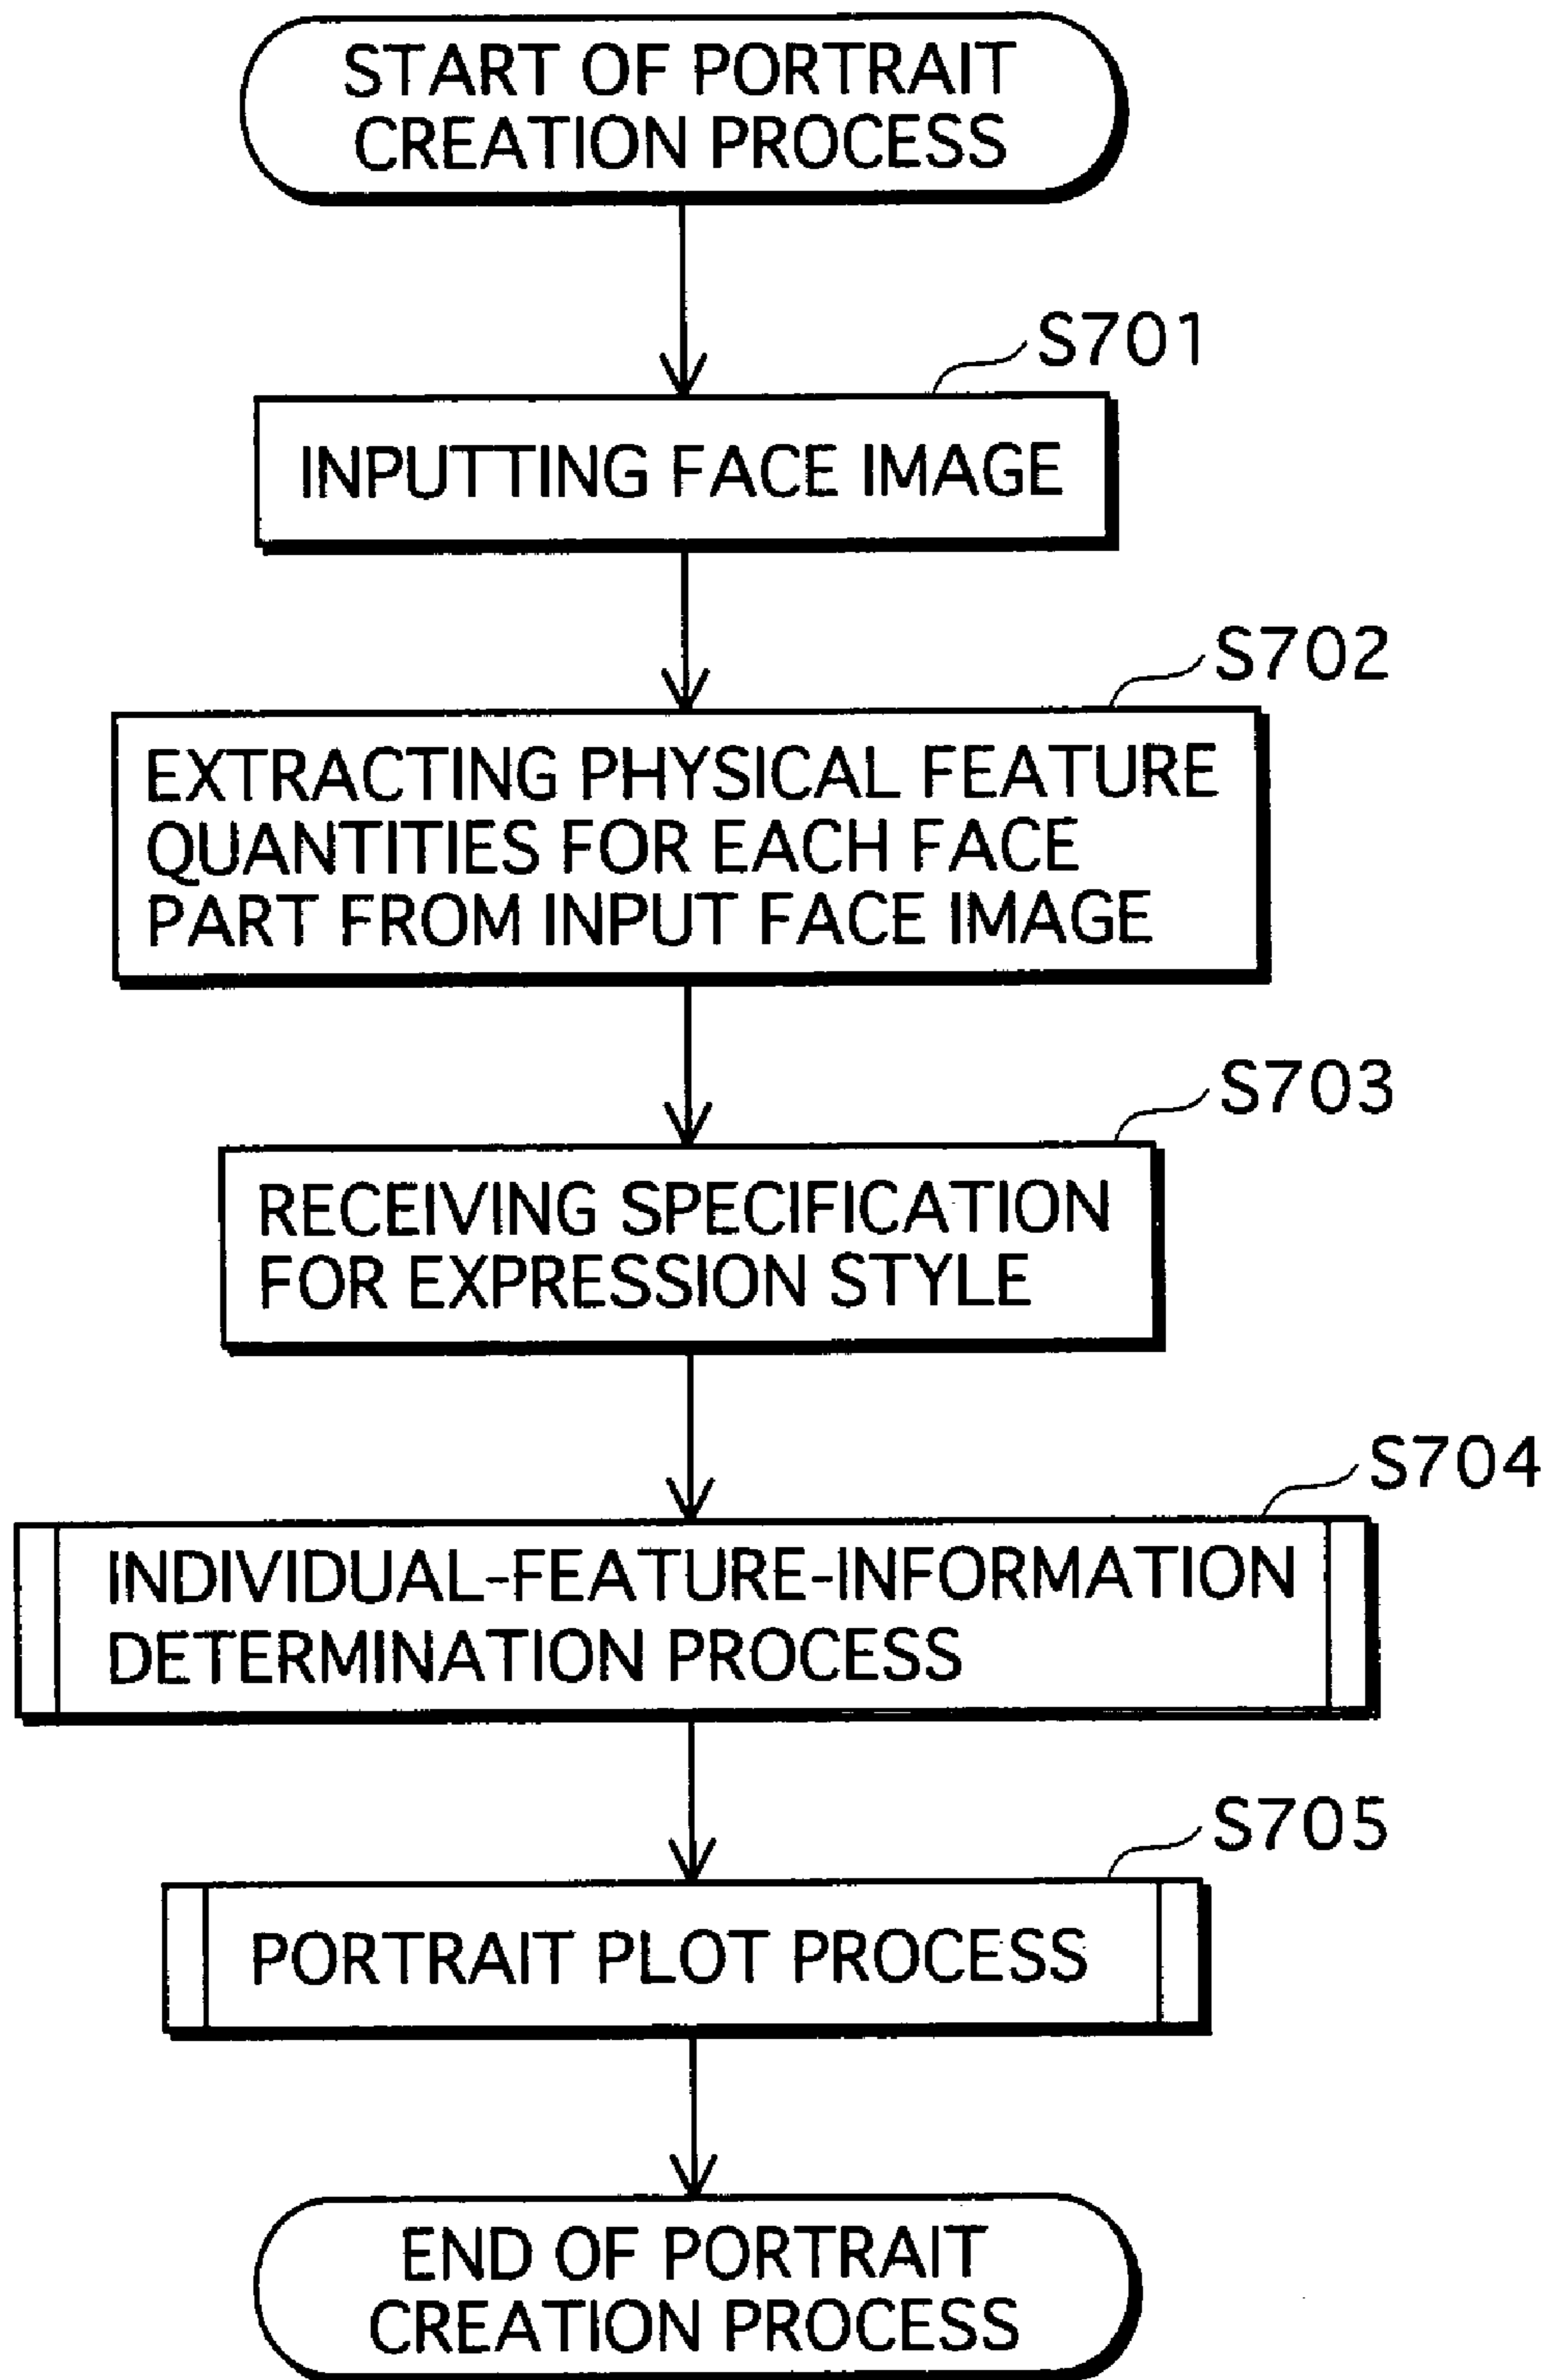 START OF PORTRAIT
CREATION PROCESS
S701
INPUTTING FACE IMAGE
S702
EXTRACTING PHYSICAL FEATURE
QUANTITIES FOR EACH FACE
PART FROM INPUT FACE IMAGE
S703
RECEIVING SPECIFICATION
FOR EXPRESSION STYLE
S704
INDIVIDUAL-FEATURE-INFORMATION
DETERMINATION PROCESS
S705
PORTRAIT PLOT PROCESS
END OF PORTRAIT
CREATION PROCESS